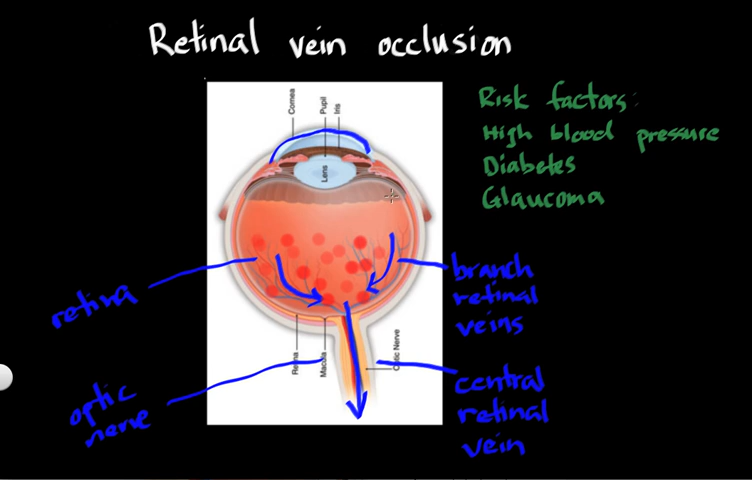 Retinal vein occlusion
Risk factors:
High blood pressure
Diabetes
Glaucoma
Cornea
Pupil
Iris
Lens
retina
branch
retinal
veins
Retina
Macula
Optic Nerve
optic
nerve
central
retinal
vein